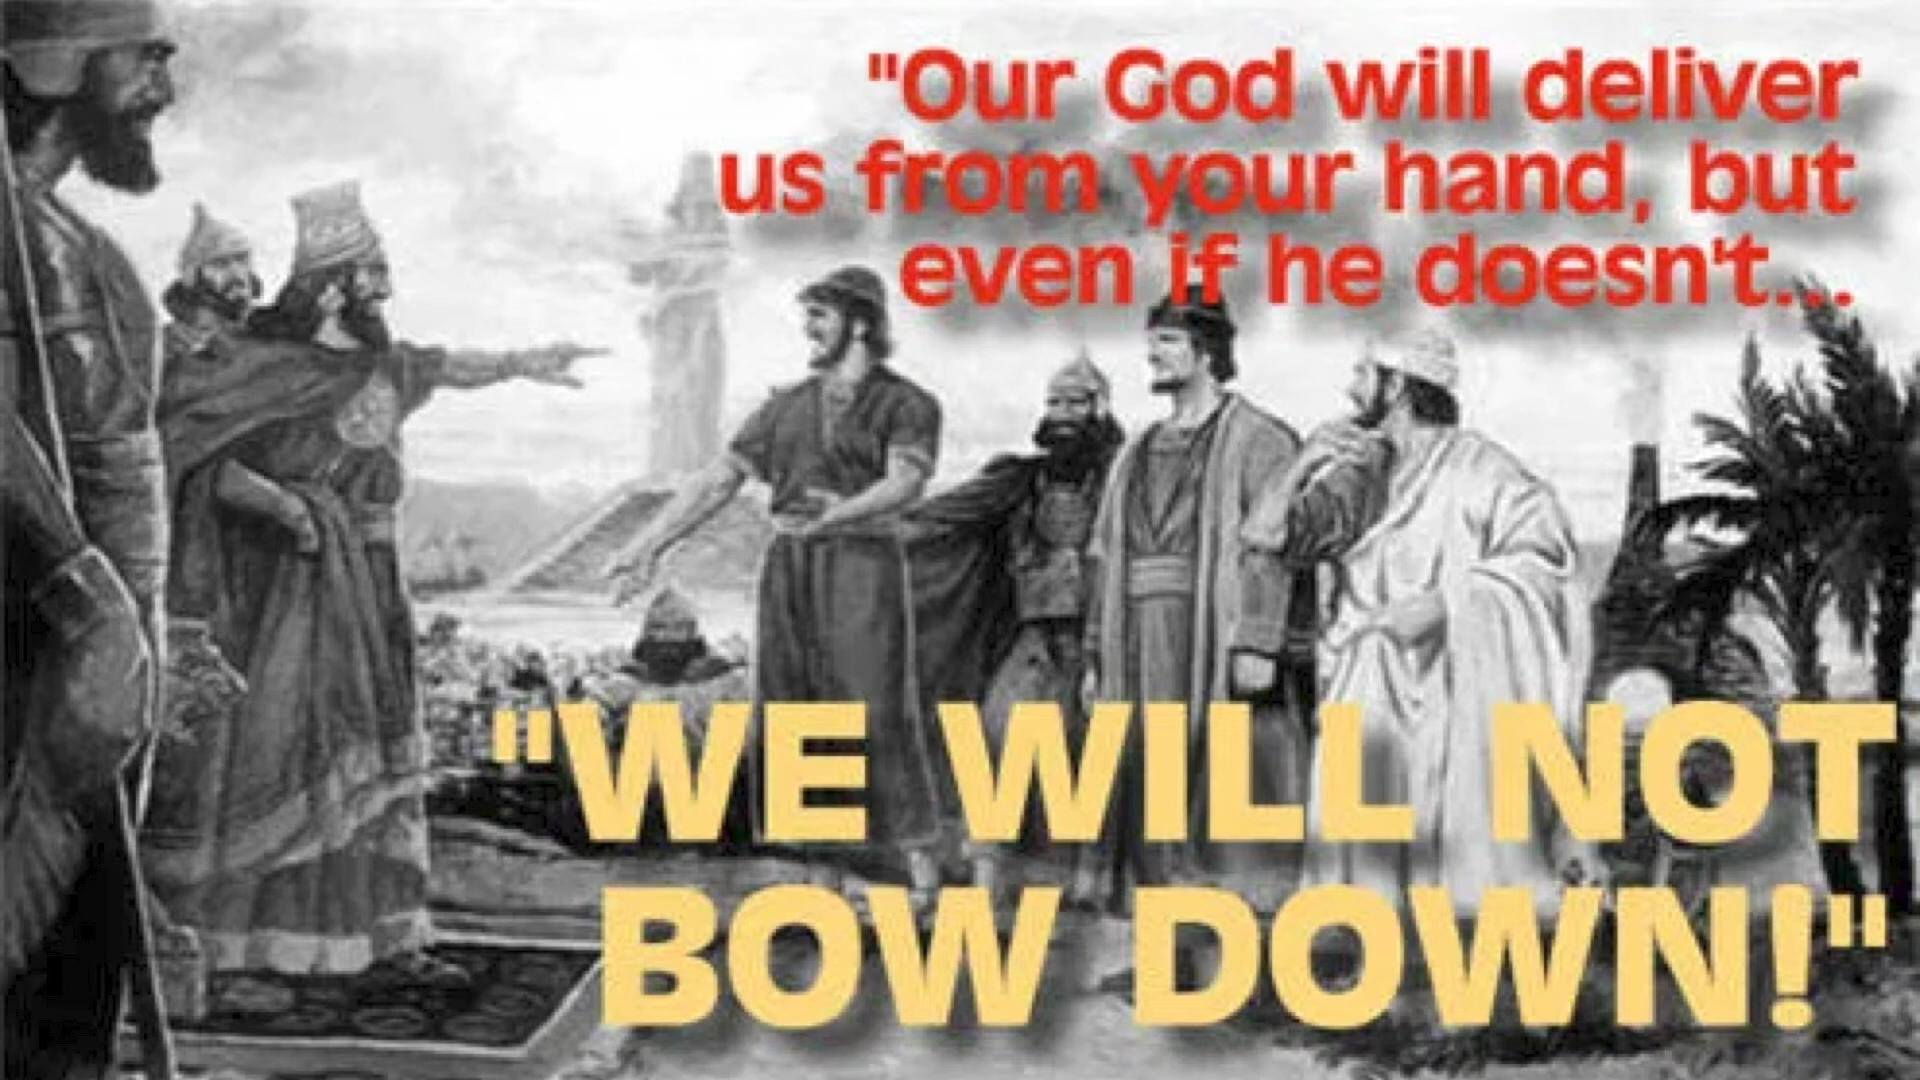 "Our God will deliver
us from your hand, but
even if he doesn't...
"WE WILL NOT
BOW DOWN!"